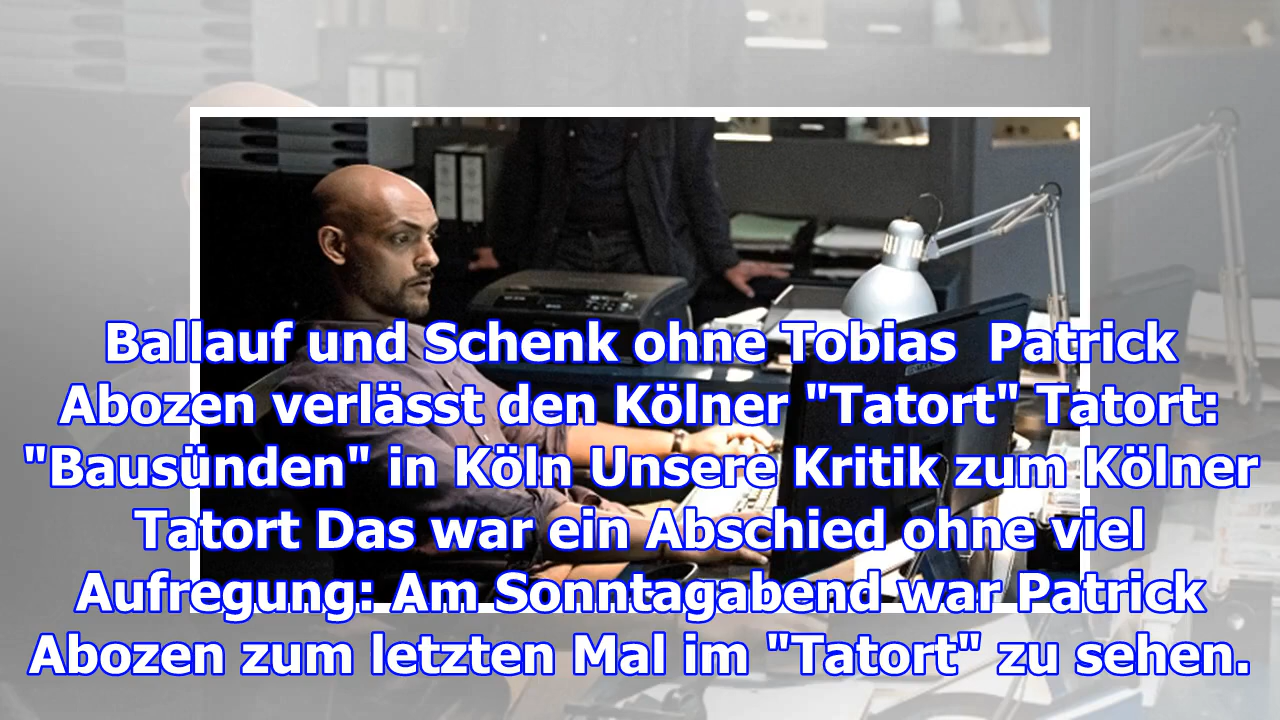 Ballauf und Schenk ohne Tobias  Patrick
Abozen verlässt den Kölner "Tatort" Tatort:
"Bausünden" in Köln Unsere Kritik zum Kölner
Tatort Das war ein Abschied ohne viel
Aufregung: Am Sonntagabend war Patrick
Abozen zum letzten Mal im "Tatort" zu sehen.